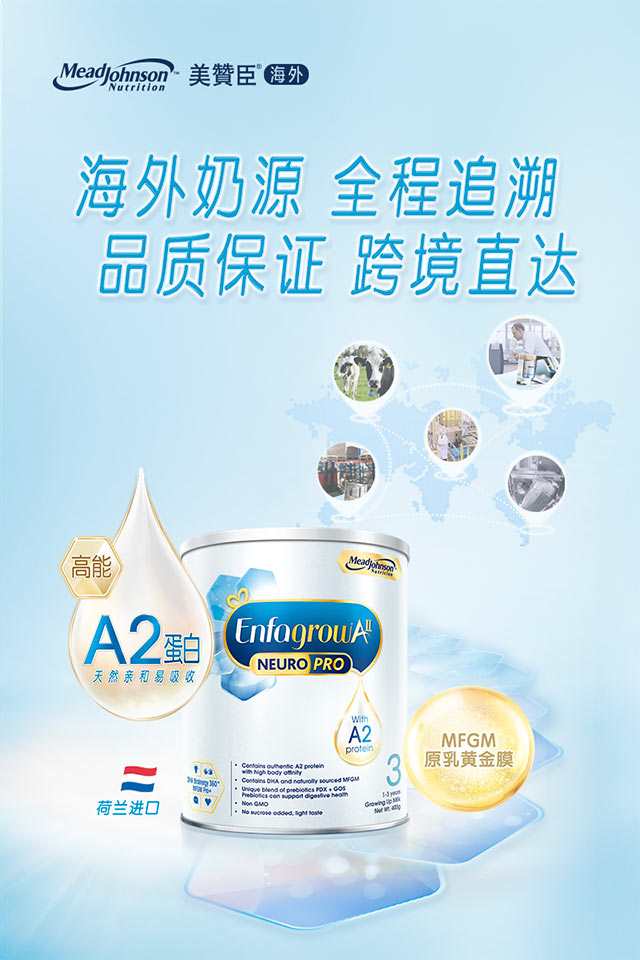 MeadJohnson™ 美贊臣® 海外
Nutrition
海外奶源 全程追溯
品质保证 跨境直达
高能
A2蛋白
天然亲和易吸收
荷兰进口
MeadJohnson
Nutrition
EnfagrowAII
NEURO PRO
With
A2
protein
• Contains authentic A2 protein
with high body affinity
• Contains DHA and naturally sourced MFGM
• Unique blend of prebiotics PDX + GOS
Prebiotics can support digestive health
• Non GMO
• No sucrose added, light taste
3
1-3 years
Growing Up Milk
MFGM
原乳黄金膜